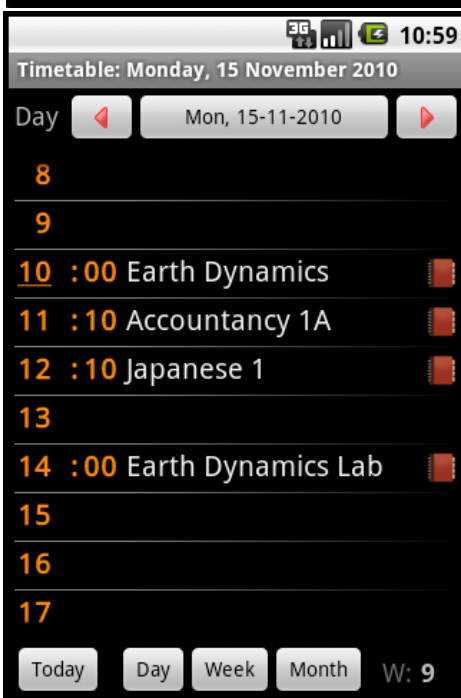 3G 10:59
Timetable: Monday, 15 November 2010
Day Mon, 15-11-2010
8
9
10 :00 Earth Dynamics
11 :10 Accountancy 1A
12 :10 Japanese 1
13
14 :00 Earth Dynamics Lab
15
16
17
Today Day Week Month W: 9